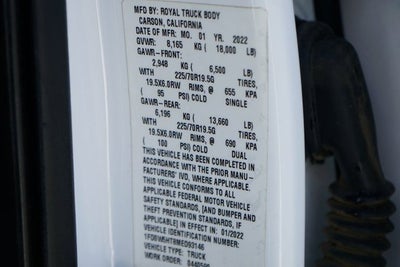 MFG BY: ROYAL TRUCK BODY
CARSON, CALIFORNIA
DATE OF MFR: MO. 01 YR. 2022
GVWR: 8,165 KG ( 18,000 LB)
GAWR-FRONT:
2,948 KG ( 6,500 LB)
WITH 225/70R19.5G TIRES,
19.5X6.0RW RIMS, @ 655 KPA
( 95 PSI) COLD SINGLE
GAWR-REAR:
6,196 KG ( 13,660 LB)
WITH 225/70R19.5G TIRES,
19.5X6.0RW RIMS, @ 690 KPA
( 100 PSI) COLD DUAL
THIS VEHICLE HAS BEEN COMPLETED IN
ACCORDANCE WITH THE PRIOR MANU-
FACTURERS' IVD, WHERE APPLICABLE.
THIS VEHICLE CONFORMS TO ALL
APPLICABLE FEDERAL MOTOR VEHICLE
SAFETY STANDARDS, [AND BUMPER AND
THEFT PREVENTION STANDARDS, IF
APPLICABLE] IN EFFECT IN: 01/2022
VEHICLE IDENTIFICATION NUMBER:
VEHICLE TYPE: TRUCK
WORK ORDER: